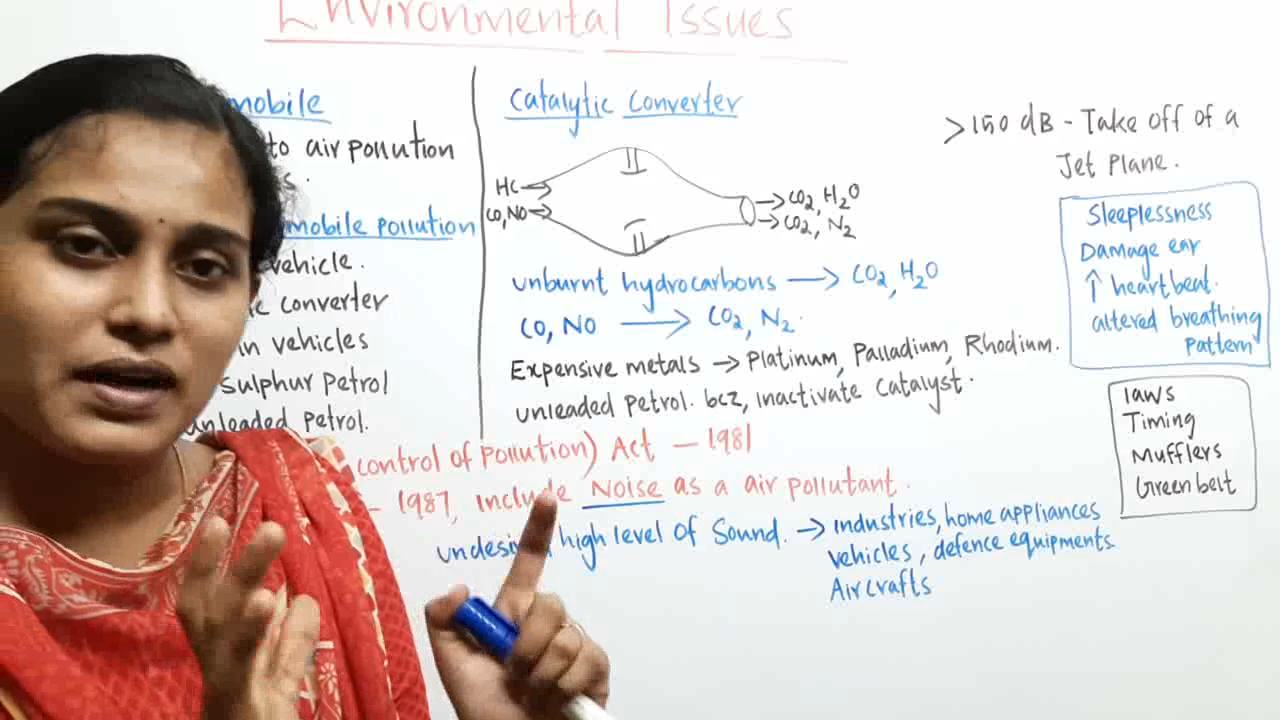 Environmental Issues
mobile
to air pollution
s.
mobile pollution
vehicle.
c converter
in vehicles
sulphur petrol
unleaded petrol.
Catalytic Converter
HC
CO, NO
CO2, H2O
CO2, N2
unburnt hydrocarbons → CO2, H2O
CO, NO → CO2, N2.
Expensive metals → Platinum, Palladium, Rhodium.
unleaded petrol. bcz, inactivate catalyst.
control of pollution) Act - 1981
- 1987, include Noise as a air pollutant.
high level of sound. → industries, home appliances
vehicles, defence equipments
Aircrafts
>150 dB - Take off of a
Jet plane.
Sleeplessness
Damage ear
↑ heartbeat.
altered breathing
pattern
laws
Timing
Mufflers
Green belt